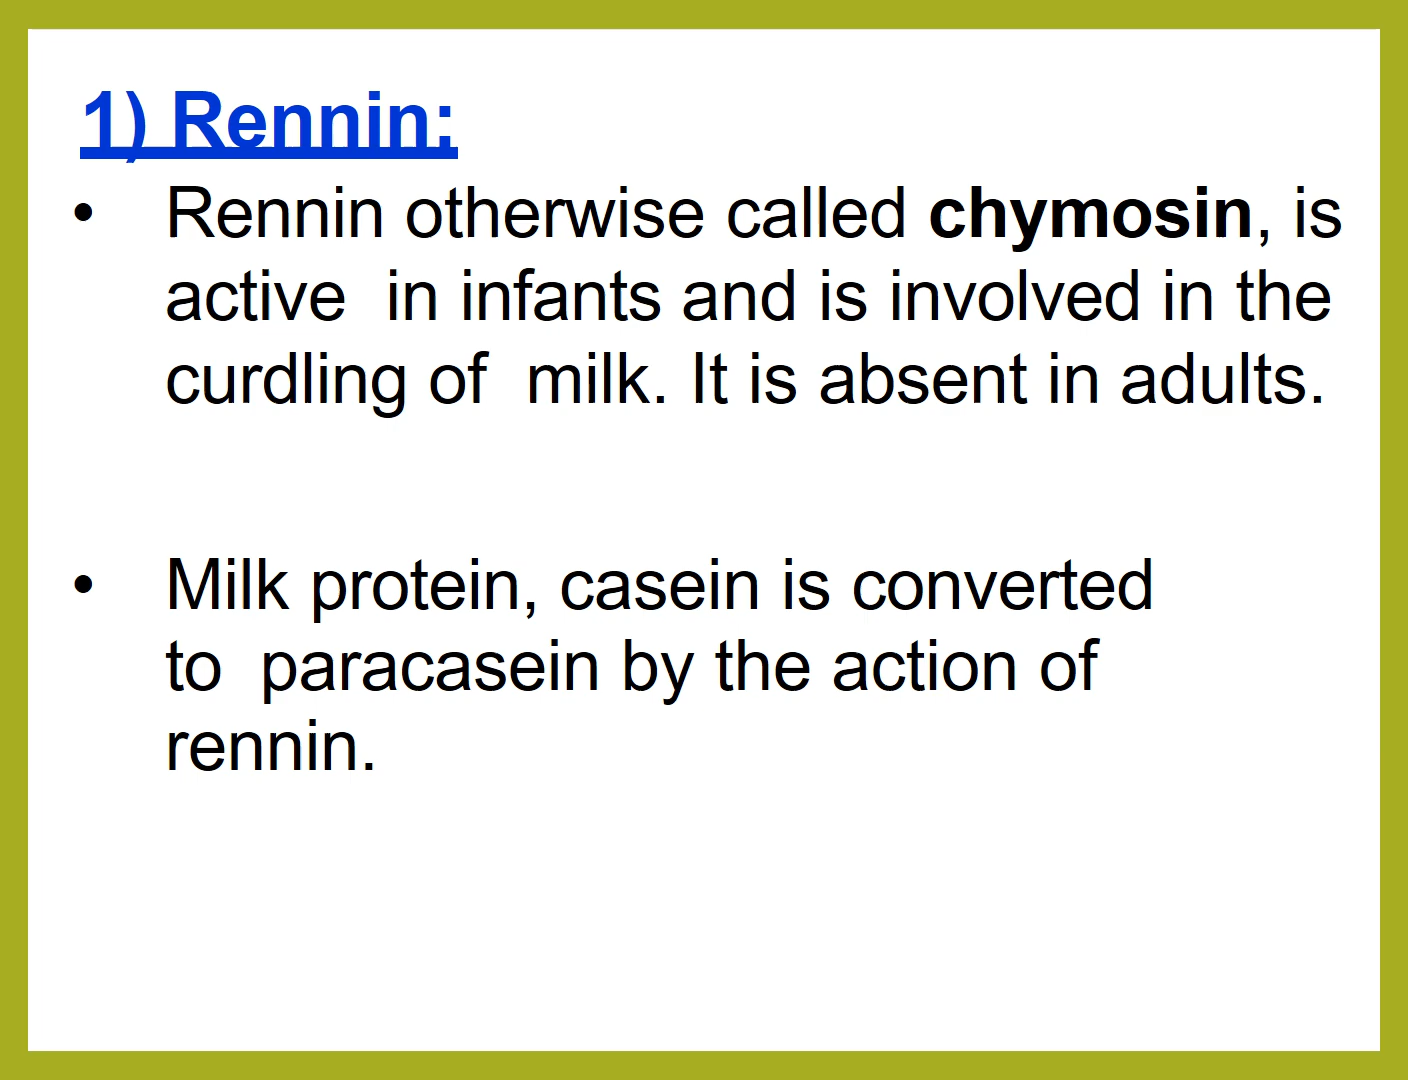 1) Rennin:
• Rennin otherwise called chymosin, is
active  in infants and is involved in the
curdling of  milk. It is absent in adults.
• Milk protein, casein is converted
to  paracasein by the action of
rennin.